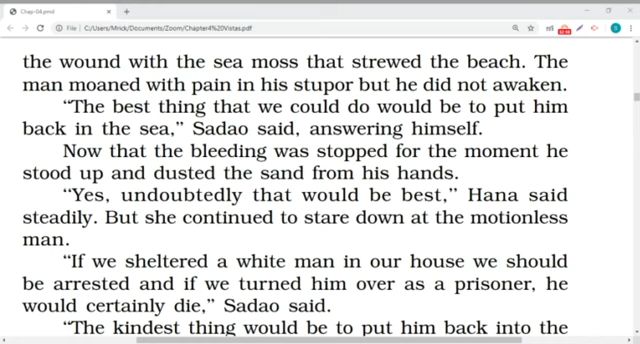 Chap-04.pmd
File | C:/Users/Mrick/Documents/Zoom/Chapter4%20Vistas.pdf
the wound with the sea moss that strewed the beach. The
man moaned with pain in his stupor but he did not awaken.
“The best thing that we could do would be to put him
back in the sea,” Sadao said, answering himself.
Now that the bleeding was stopped for the moment he
stood up and dusted the sand from his hands.
“Yes, undoubtedly that would be best,” Hana said
steadily. But she continued to stare down at the motionless
man.
“If we sheltered a white man in our house we should
be arrested and if we turned him over as a prisoner, he
would certainly die,” Sadao said.
“The kindest thing would be to put him back into the